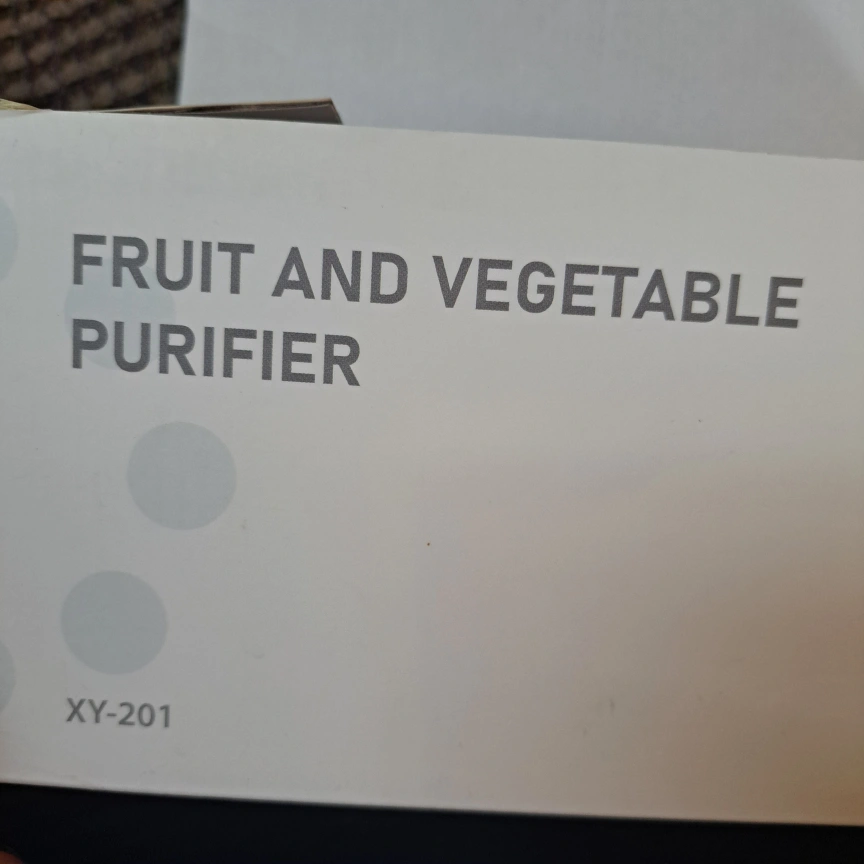 FRUIT AND VEGETABLE
PURIFIER
XY-201